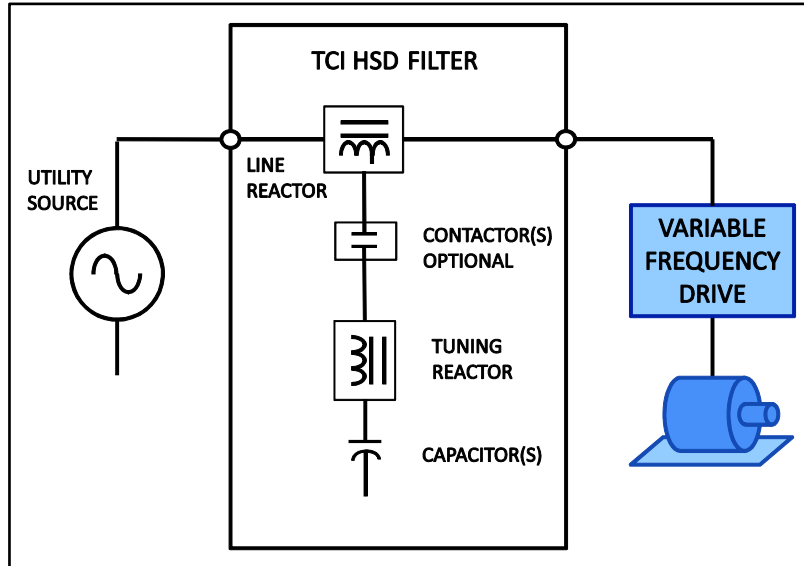 TCI HSD FILTER
UTILITY
SOURCE
LINE
REACTOR
CONTACTOR(S)
OPTIONAL
TUNING
REACTOR
CAPACITOR(S)
VARIABLE
FREQUENCY
DRIVE